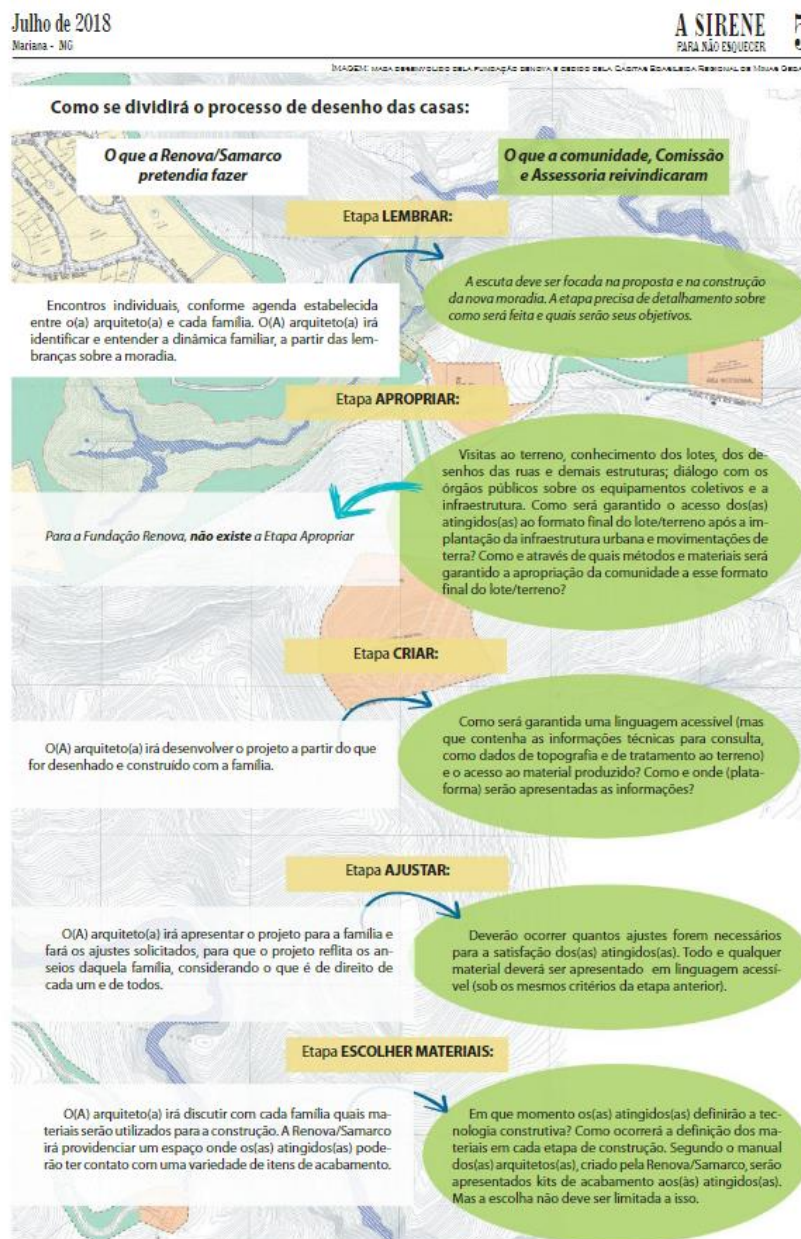 Julho de 2018
Mariana - MG
A SIRENE
PARA NÃO ESQUECER
5
Como se dividirá o processo de desenho das casas:
O que a Renova/Samarco
pretendia fazer
O que a comunidade, Comissão
e Assessoria reivindicaram
Etapa LEMBRAR:
Encontros individuais, conforme agenda estabelecida
entre o(a) arquiteto(a) e cada família. O(A) arquiteto(a) irá
identificar e entender a dinâmica familiar, a partir das lem-
branças sobre a moradia.
A escuta deve ser focada na proposta e na construção
da nova moradia. A etapa precisa de detalhamento sobre
como será feita e quais serão seus objetivos.
Etapa APROPRIAR:
Visitas ao terreno, conhecimento dos lotes, dos de-
senhos das ruas e demais estruturas; diálogo com os
órgãos públicos sobre os equipamentos coletivos e a
infraestrutura. Como será garantido o acesso dos(as)
atingidos(as) ao formato final do lote/terreno após a im-
plantação da infraestrutura urbana e movimentações de
terra? Como e através de quais métodos e materiais será
garantido a apropriação da comunidade a esse formato
final do lote/terreno?
Para a Fundação Renova, não existe a Etapa Apropriar
Etapa CRIAR:
O(A) arquiteto(a) irá desenvolver o projeto a partir do que
for desenhado e construído com a família.
Como será garantida uma linguagem acessível (mas
que contenha as informações técnicas para consulta,
como dados de topografia e de tratamento ao terreno)
e o acesso ao material produzido? Como e onde (plata-
forma) serão apresentadas as informações?
Etapa AJUSTAR:
O(A) arquiteto(a) irá apresentar o projeto para a família e
fará os ajustes solicitados, para que o projeto reflita os an-
seios daquela família, considerando o que é de direito de
cada um e de todos.
Deverão ocorrer quantos ajustes forem necessários
para a satisfação dos(as) atingidos(as). Todo e qualquer
material deverá ser apresentado em linguagem acessí-
vel (sob os mesmos critérios da etapa anterior).
Etapa ESCOLHER MATERIAIS:
O(A) arquiteto(a) irá discutir com cada família quais ma-
teriais serão utilizados para a construção. A Renova/Samarco
irá providenciar um espaço onde os(as) atingidos(as) pode-
rão ter contato com uma variedade de itens de acabamento.
Em que momento os(as) atingidos(as) definirão a tec-
nologia construtiva? Como ocorrerá a definição dos ma-
teriais em cada etapa de construção. Segundo o manual
dos(as) arquitetos(as), criado pela Renova/Samarco, serão
apresentados kits de acabamento aos(às) atingidos(as).
Mas a escolha não deve ser limitada a isso.